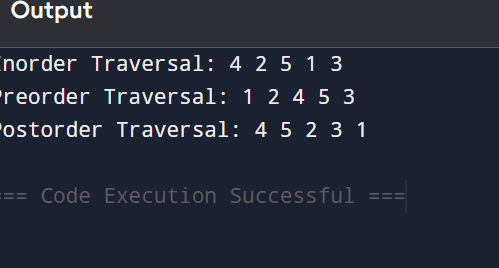 Output
Inorder Traversal: 4 2 5 1 3
Preorder Traversal: 1 2 4 5 3
Postorder Traversal: 4 5 2 3 1
=== Code Execution Successful ===